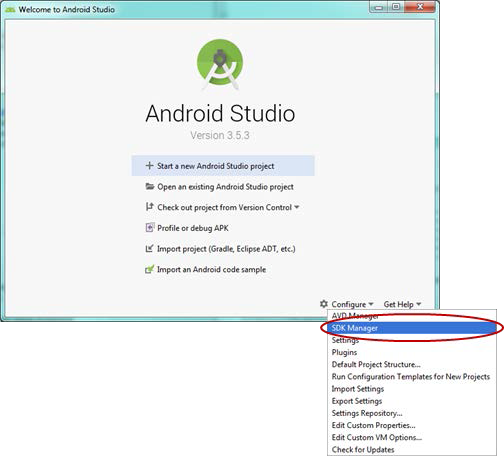 Welcome to Android Studio
Android Studio
Version 3.5.3
Start a new Android Studio project
Open an existing Android Studio project
Check out project from Version Control
Profile or debug APK
Import project (Gradle, Eclipse ADT, etc.)
Import an Android code sample
Configure Get Help
AVD Manager
SDK Manager
Settings
Plugins
Default Project Structure...
Run Configuration Templates for New Projects
Import Settings
Export Settings
Settings Repository...
Edit Custom Properties...
Edit Custom VM Options...
Check for Updates